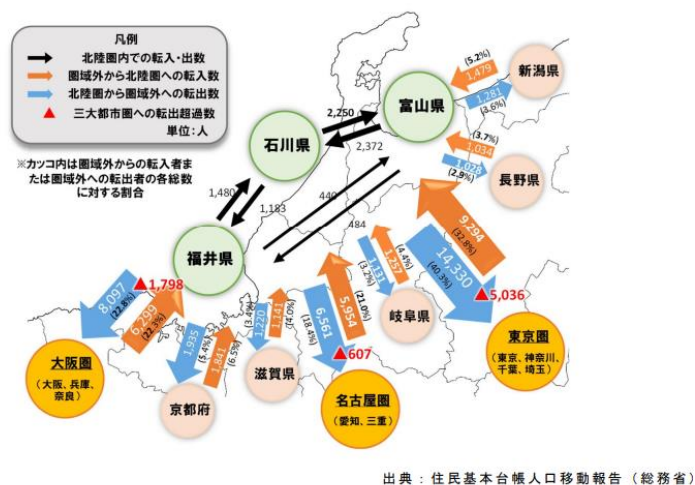 凡例
北陸圏内での転入・出数
圏域外から北陸圏への転入数
北陸圏から圏域外への転出数
三大都市圏への転出超過数
単位:人
※カッコ内は圏域外からの転入者ま
たは圏域外への転出者の各総数
に対する割合
(5.2%)
1,479
新潟県
1,281
(3.6%)
富山県
2,250
石川県
2,372
(3.7%)
1,034
長野県
1,028
(2.9%)
1,480
1,183
440
484
福井県
9,294
(32.8%)
14,330
(40.3%)
5,036
(4.4%)
1,257
1,131
(3.2%)
岐阜県
1,798
8,097
(22.8%)
6,299
(22.3%)
(3.4%)
1,220
1,141
(4.0%)
6,561
5,954
(21.0%)
607
1,935
(5.4%)
1,841
(6.5%)
滋賀県
京都府
大阪圏
(大阪、兵庫、
奈良)
名古屋圏
(愛知、三重)
東京圏
(東京、神奈川、
千葉、埼玉)
出典:住民基本台帳人口移動報告(総務省)